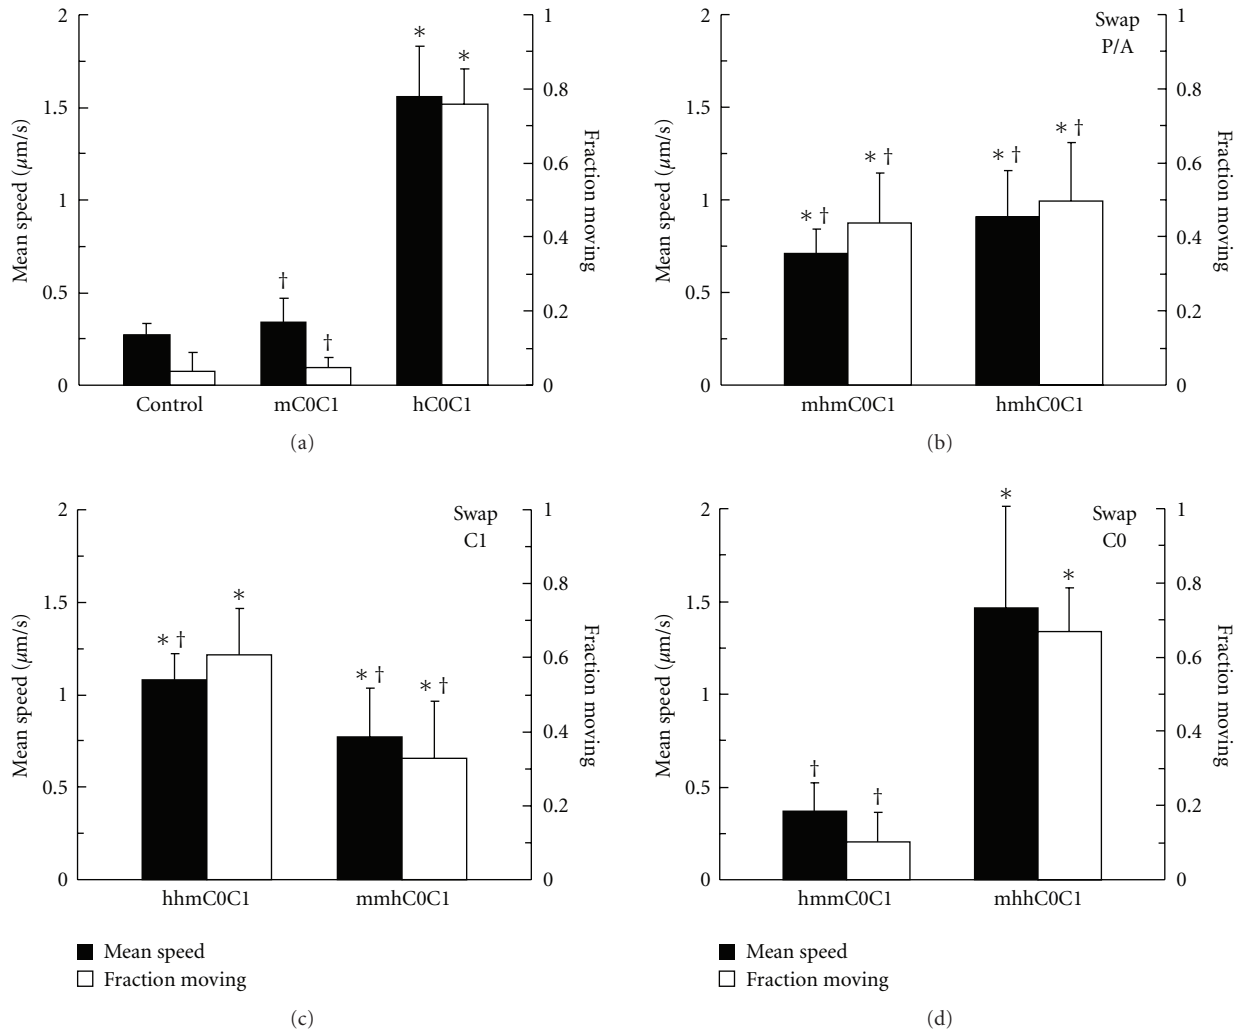 2
1.5
1
0.5
0
Mean speed (μm/s)
1
0.8
0.6
0.4
0.2
0
Fraction moving
†
†
*
*
Control
mC0C1
hC0C1
(a)
2
1.5
1
0.5
0
Mean speed (μm/s)
Swap
P/A
1
0.8
0.6
0.4
0.2
0
Fraction moving
* †
* †
* †
* †
mhmC0C1
hmhC0C1
(b)
2
1.5
1
0.5
0
Mean speed (μm/s)
Swap
C1
1
0.8
0.6
0.4
0.2
0
Fraction moving
* †
*
* †
* †
hhmC0C1
mmhC0C1
Mean speed
Fraction moving
(c)
2
1.5
1
0.5
0
Mean speed (μm/s)
Swap
C0
1
0.8
0.6
0.4
0.2
0
Fraction moving
†
†
*
*
hmmC0C1
mhhC0C1
Mean speed
Fraction moving
(d)